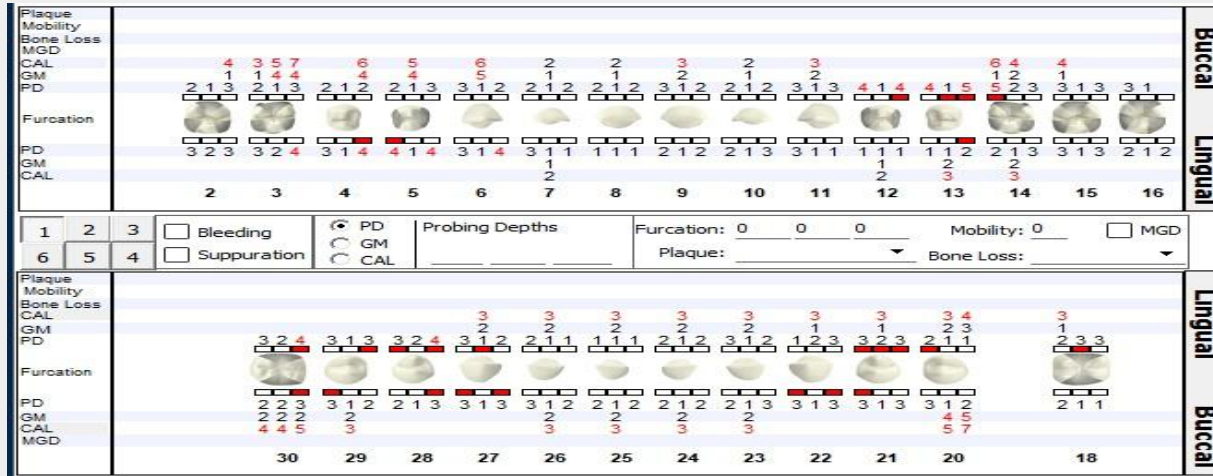 Plaque
Mobility
Bone Loss
MGD
CAL 4 3 5 7 6 5 6 2 2 3 2 3 6 4 4
GM 1 1 4 4 4 4 5 1 1 2 1 2 1 2 1
PD 2 1 3 2 1 3 2 1 2 2 1 3 3 1 2 2 1 2 2 1 2 3 1 2 2 1 2 3 1 3 4 1 4 4 1 5 5 2 3 3 1 3 3 1
Buccal
Furcation
PD 3 2 3 3 2 4 3 1 4 4 1 4 3 1 4 3 1 1 1 1 1 2 1 2 2 1 3 3 1 1 1 1 1 1 1 2 2 1 3 3 1 3 2 1 2
GM 1 1 2 2
CAL 2 2 3 3
Lingual
2 3 4 5 6 7 8 9 10 11 12 13 14 15 16
1 2 3 Bleeding PD Probing Depths Furcation: 0 0 0 Mobility: 0 MGD
GM
6 5 4 Suppuration CAL Plaque: Bone Loss:
Plaque
Mobility
Bone Loss
CAL 3 3 3 3 3 3 3 3 4 3
GM 2 2 2 2 2 1 1 2 3 1
PD 3 2 4 3 1 3 3 2 4 3 1 2 2 1 1 1 1 1 2 1 2 3 1 2 1 2 3 3 2 3 2 1 1 2 3 3
Lingual
Furcation
PD 2 2 3 3 1 2 2 1 3 3 1 3 3 1 2 2 1 2 2 1 2 2 1 3 3 1 3 3 1 3 3 1 2 2 1 1
GM 2 2 2 2 2 2 2 2 4 5
CAL 4 4 5 3 3 3 3 3 5 7
MGD
Buccal
30 29 28 27 26 25 24 23 22 21 20 18